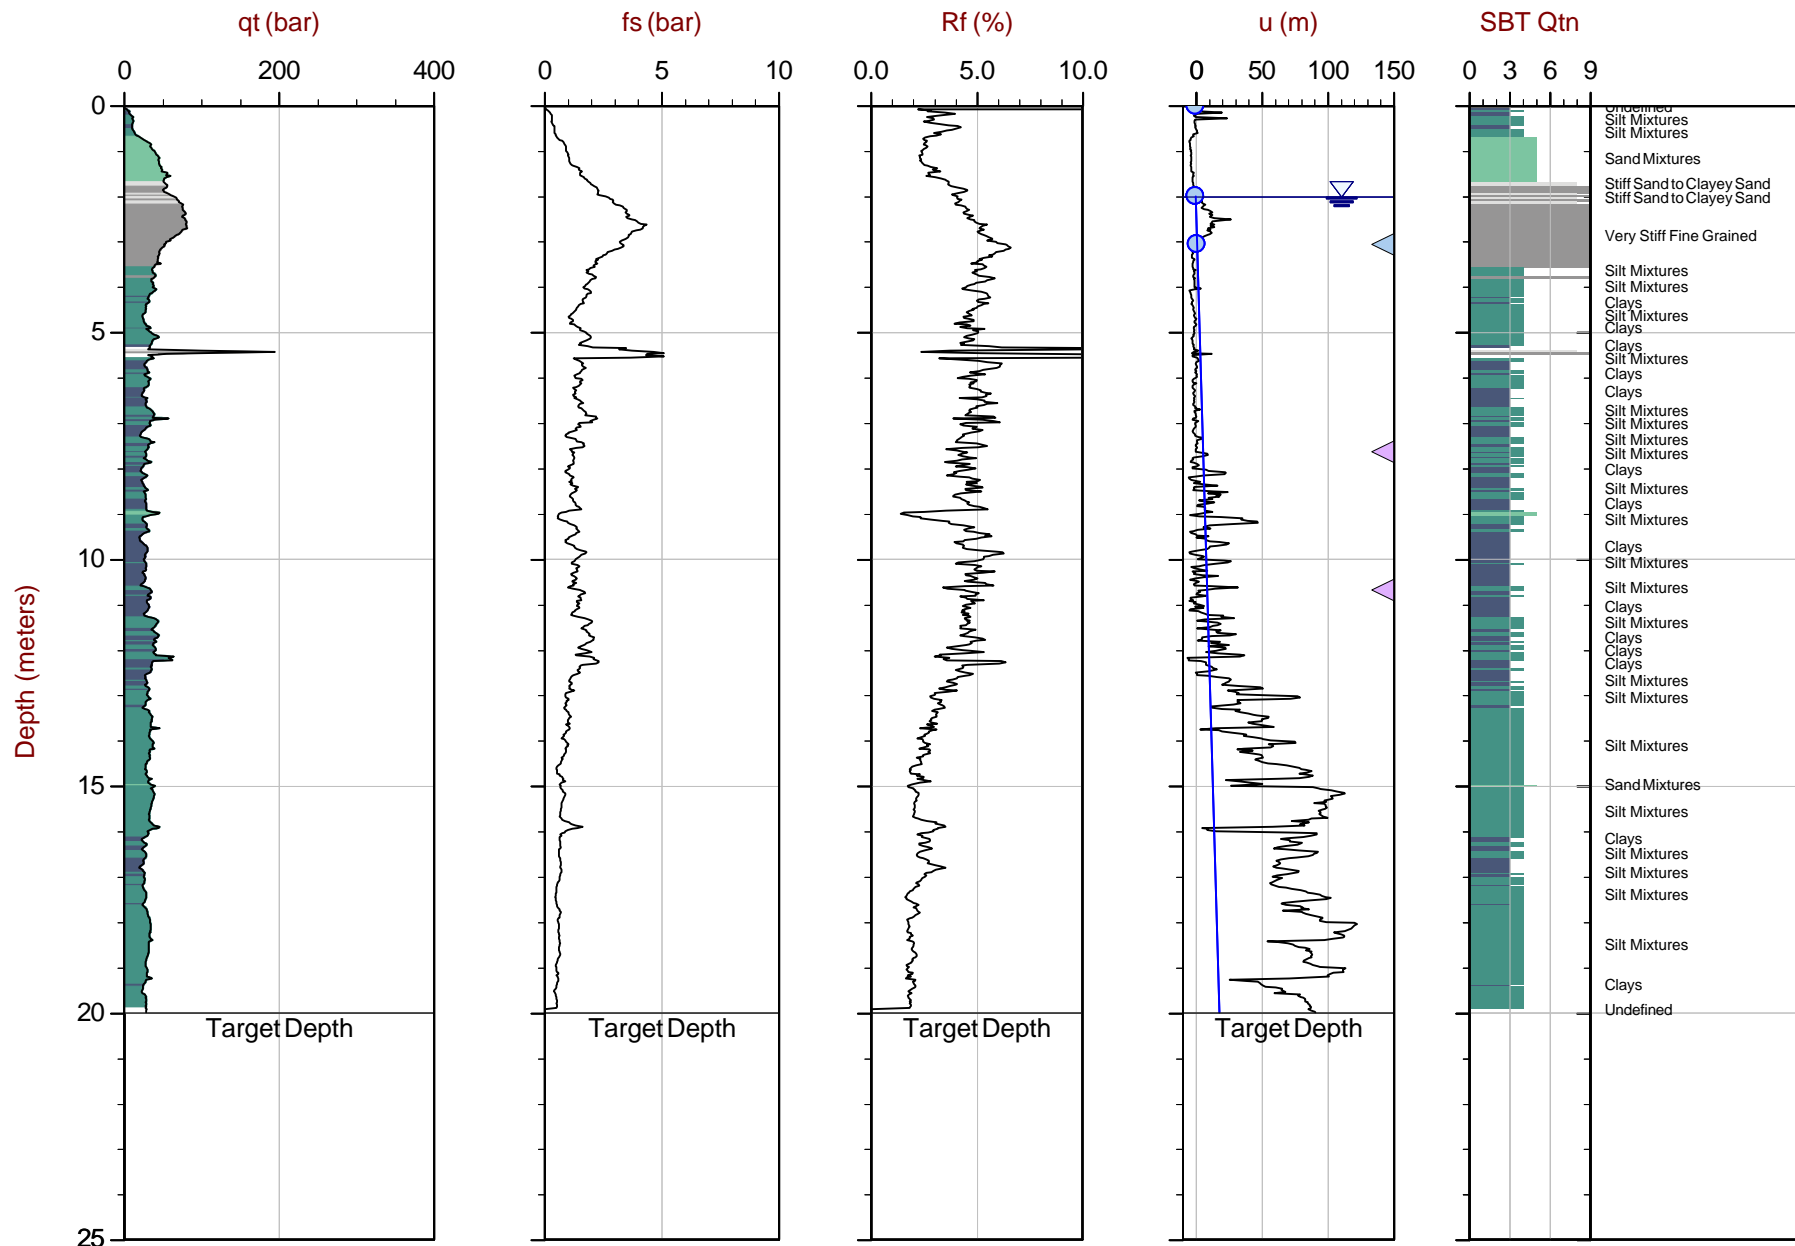 qt (bar) fs (bar) Rf (%) u (m) SBT Qtn
0 200 400 0 5 10 0.0 5.0 10.0 0 50 100 150 0 3 6 9
0
5
10
15
20
25
Depth (meters)
Undefined
Silt Mixtures
Silt Mixtures
Sand Mixtures
Stiff Sand to Clayey Sand
Stiff Sand to Clayey Sand
Very Stiff Fine Grained
Silt Mixtures
Silt Mixtures
Clays
Silt Mixtures
Clays
Clays
Silt Mixtures
Clays
Clays
Silt Mixtures
Silt Mixtures
Silt Mixtures
Silt Mixtures
Clays
Silt Mixtures
Clays
Silt Mixtures
Clays
Silt Mixtures
Silt Mixtures
Clays
Silt Mixtures
Clays
Clays
Clays
Silt Mixtures
Silt Mixtures
Silt Mixtures
Sand Mixtures
Silt Mixtures
Clays
Silt Mixtures
Silt Mixtures
Silt Mixtures
Silt Mixtures
Clays
Undefined
Target Depth Target Depth Target Depth Target Depth